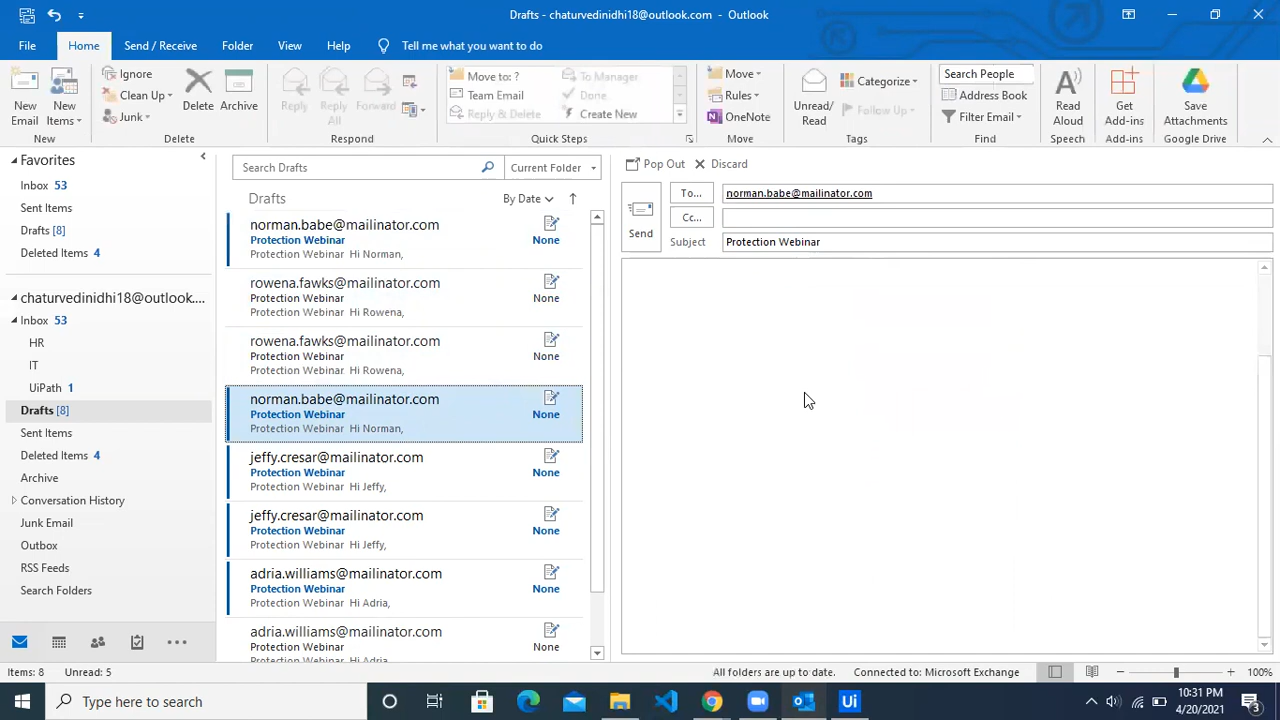 Drafts - chaturvedinidhi18@outlook.com - Outlook
File Home Send / Receive Folder View Help Tell me what you want to do
New Email
New Items
Ignore
Clean Up
Junk
Delete
Archive
Reply
Reply All
Forward
Move to: ?
Team Email
Reply & Delete
To Manager
Done
Create New
Move
Rules
OneNote
Unread/ Read
Categorize
Follow Up
Search People
Address Book
Filter Email
Read Aloud
Get Add-ins
Save Attachments
New Delete Respond Quick Steps Move Tags Find Speech Add-ins Google Drive
Favorites
Inbox 53
Sent Items
Drafts [8]
Deleted Items 4
chaturvedinidhi18@outlook....
Inbox 53
HR
IT
UiPath 1
Drafts [8]
Sent Items
Deleted Items 4
Archive
Conversation History
Junk Email
Outbox
RSS Feeds
Search Folders
Search Drafts Current Folder
Drafts By Date
norman.babe@mailinator.com
Protection Webinar None
Protection Webinar Hi Norman,
rowena.fawks@mailinator.com
Protection Webinar None
Protection Webinar Hi Rowena,
rowena.fawks@mailinator.com
Protection Webinar None
Protection Webinar Hi Rowena,
norman.babe@mailinator.com
Protection Webinar None
Protection Webinar Hi Norman,
jeffy.cresar@mailinator.com
Protection Webinar None
Protection Webinar Hi Jeffy,
jeffy.cresar@mailinator.com
Protection Webinar None
Protection Webinar Hi Jeffy,
adria.williams@mailinator.com
Protection Webinar None
Protection Webinar Hi Adria,
adria.williams@mailinator.com
Protection Webinar None
Protection Webinar Hi Adria
Pop Out Discard
Send
To... norman.babe@mailinator.com
Cc...
Subject Protection Webinar
Items: 8 Unread: 5 All folders are up to date. Connected to: Microsoft Exchange 100%
Type here to search
Ui
10:31 PM
4/20/2021
3